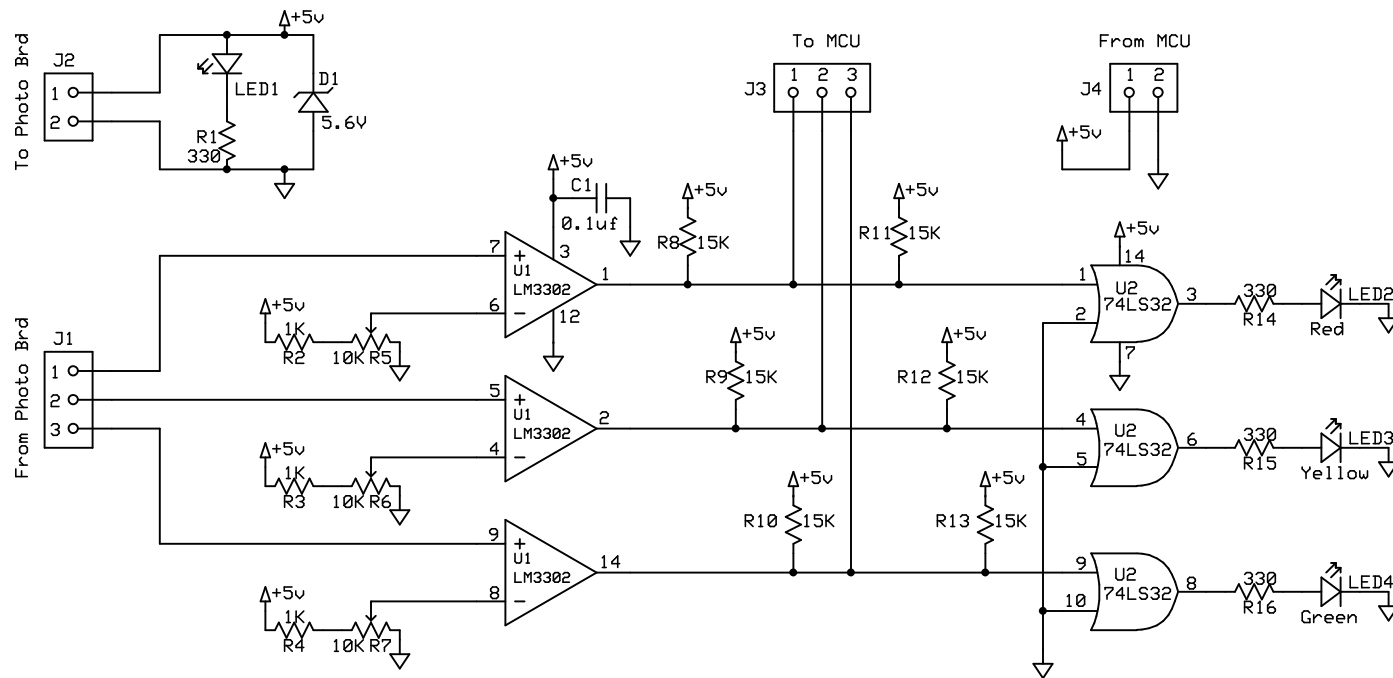 To Photo Brd
J2
1
2
+5v
LED1
R1
330
D1
5.6V
To MCU
J3
1 2 3
From MCU
J4
1 2
+5v
+5v
C1
0.1uf
7
+
U1
LM3302
6
−
3
12
1
+5v
R8
15K
+5v
R11
15K
+5v
14
1
2
U2
74LS32
3
7
330
R14
LED2
Red
+5v
1K
R2
10K
R5
From Photo Brd
J1
1
2
3
5
+
U1
LM3302
4
−
2
+5v
R9
15K
+5v
R12
15K
4
5
U2
74LS32
6
330
R15
LED3
Yellow
+5v
1K
R3
10K
R6
9
+
U1
LM3302
8
−
14
+5v
R10
15K
+5v
R13
15K
9
10
U2
74LS32
8
330
R16
LED4
Green
+5v
1K
R4
10K
R7